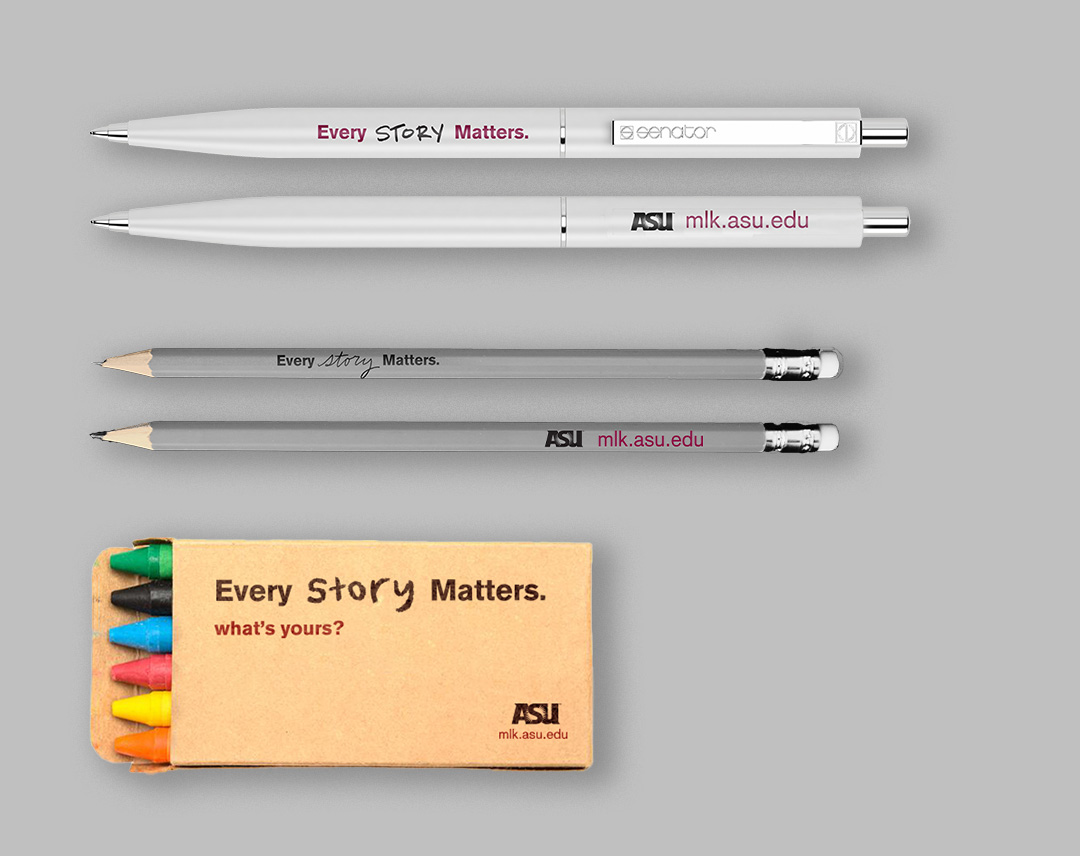 Every STORY Matters.
senator
ASU mlk.asu.edu
Every story Matters.
ASU mlk.asu.edu
Every Story Matters.
what's yours?
ASU
mlk.asu.edu